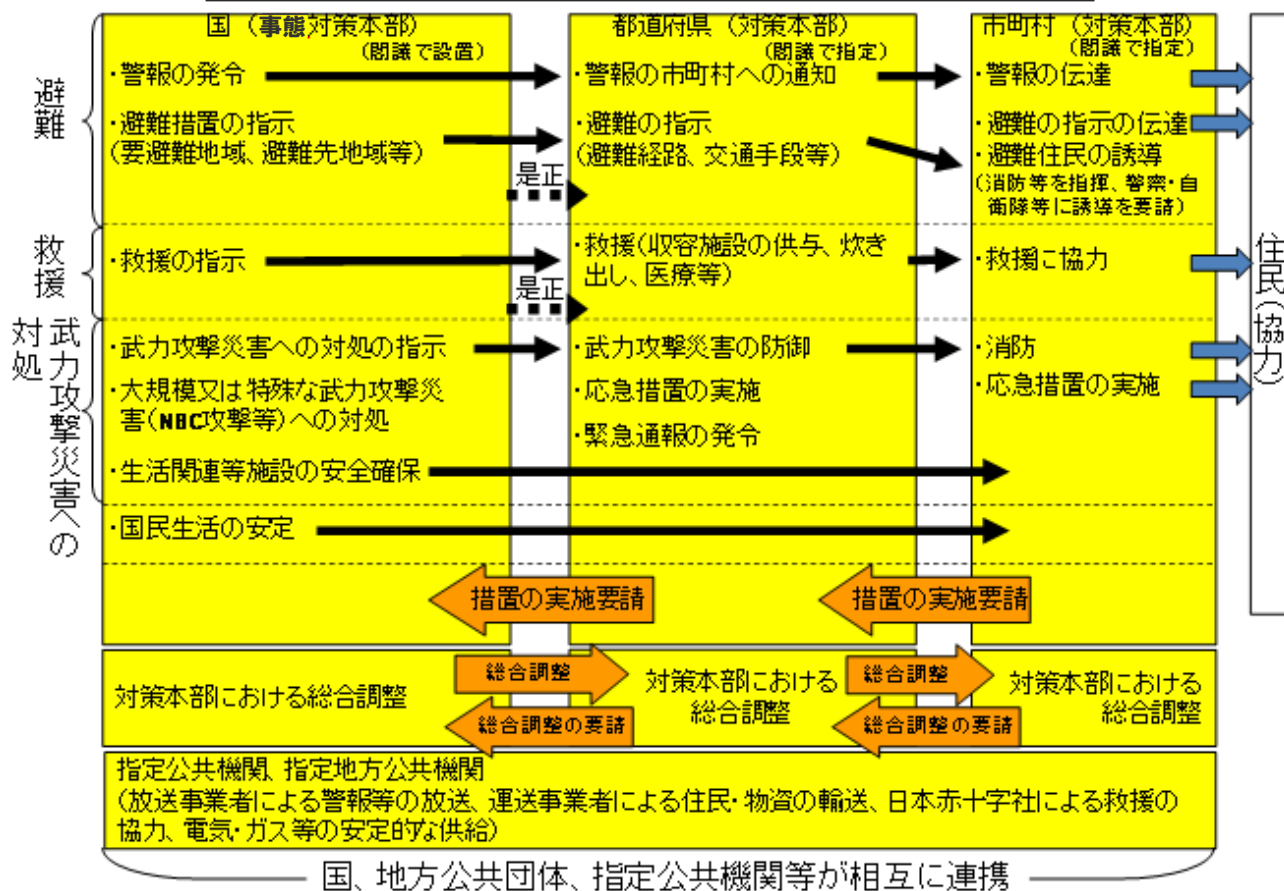 国（事態対策本部）
(閣議で設置)
都道府県（対策本部）
(閣議で指定)
市町村（対策本部）
(閣議で指定)
避難
・警報の発令
・警報の市町村への通知
・警報の伝達
・避難措置の指示
(要避難地域、避難先地域等)
・避難の指示
(避難経路、交通手段等)
・避難の指示の伝達
・避難住民の誘導
(消防等を指揮、警察・自
衛隊等に誘導を要請)
是正
救援
・救援の指示
・救援(収容施設の供与、炊き
出し、医療等)
・救援に協力
是正
武力攻撃災害への
対処
・武力攻撃災害への対処の指示
・武力攻撃災害の防御
・消防
・大規模又は特殊な武力攻撃災
害(NBC攻撃等)への対処
・応急措置の実施
・応急措置の実施
・緊急通報の発令
・生活関連等施設の安全確保
・国民生活の安定
措置の実施要請
措置の実施要請
住民(協力)
対策本部における総合調整
総合調整
総合調整の要請
対策本部における
総合調整
総合調整
総合調整の要請
対策本部における
総合調整
指定公共機関、指定地方公共機関
(放送事業者による警報等の放送、運送事業者による住民・物資の輸送、日本赤十字社による救援の
協力、電気・ガス等の安定的な供給)
国、地方公共団体、指定公共機関等が相互に連携